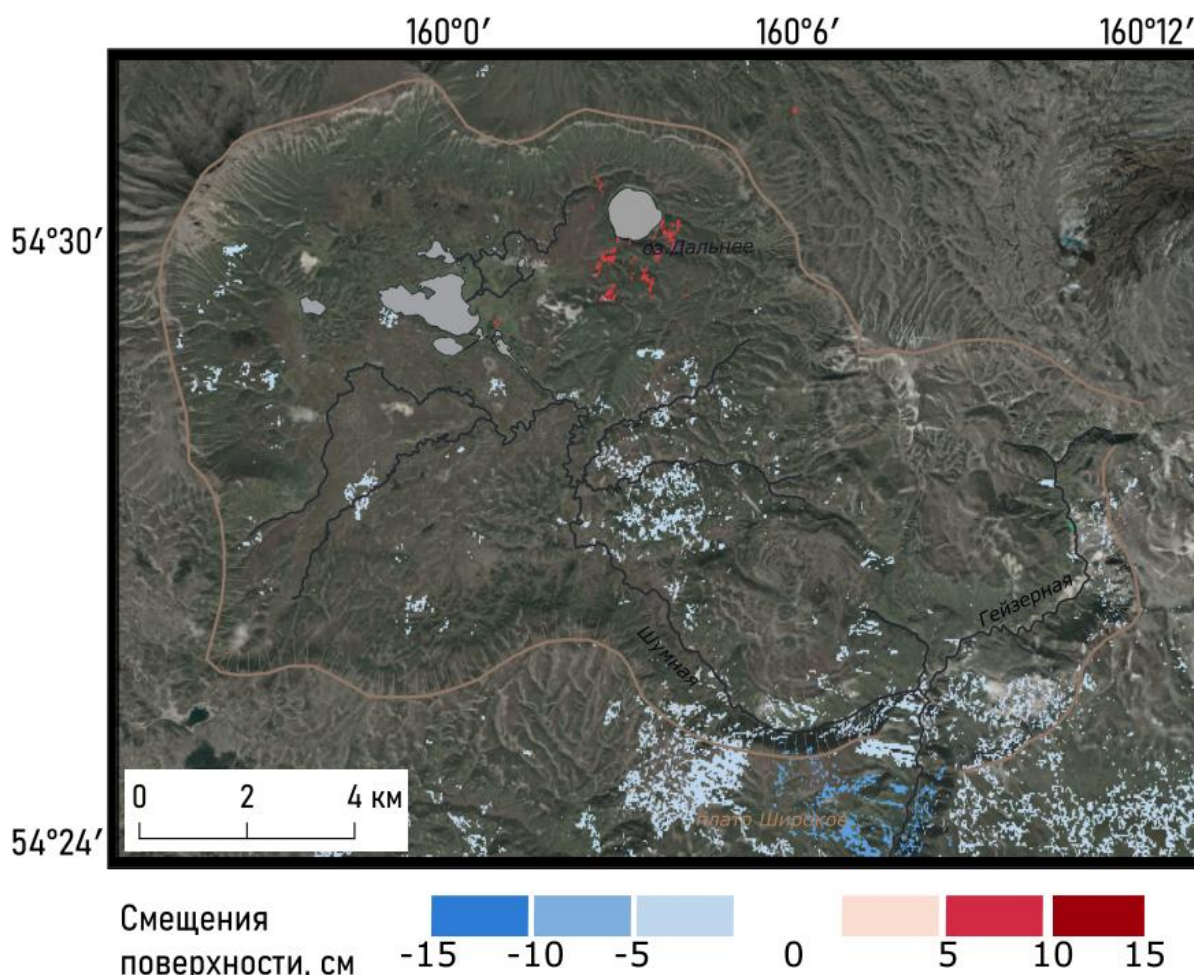 160°0′ 160°6′ 160°12′
54°30′
оз.Дальнее
Гейзерная
Шумная
0 2 4 км
плато Широкое
54°24′
Смещения
поверхности, см
-15 -10 -5 0 5 10 15